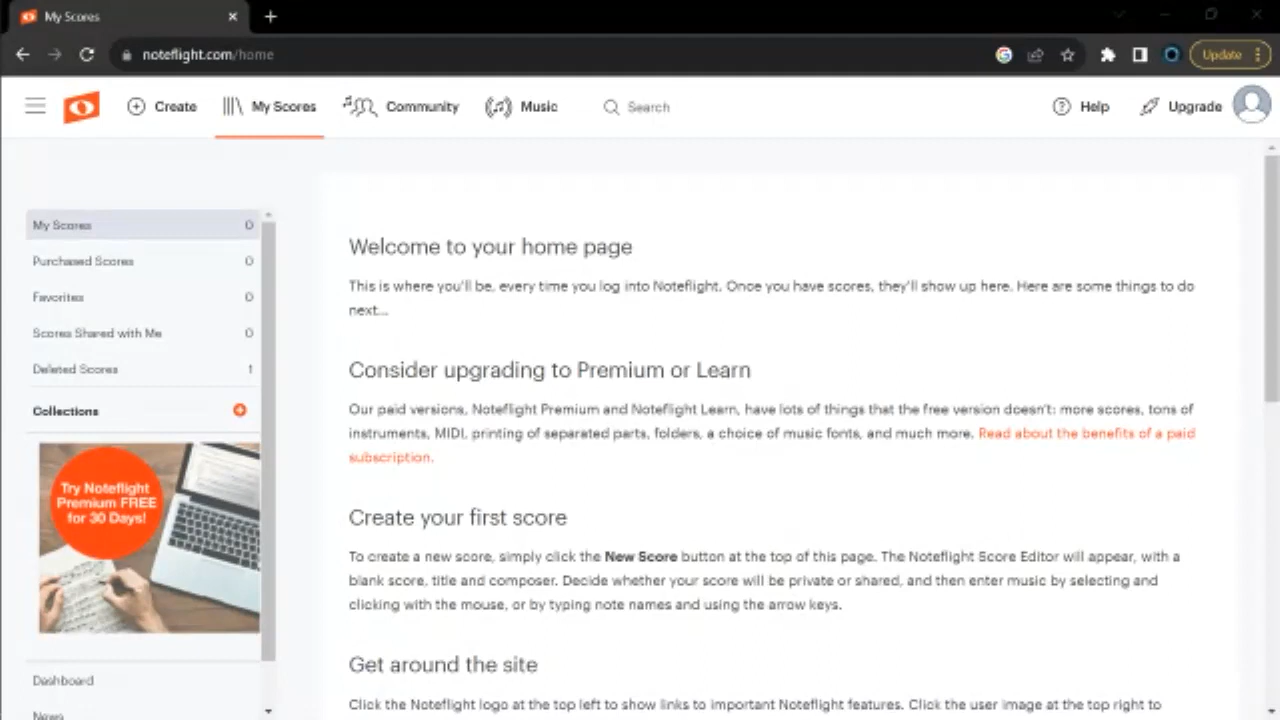 My Scores
noteflight.com/home
Update
Create
My Scores
Community
Music
Search
Help
Upgrade
My Scores 0
Purchased Scores 0
Favorites 0
Scores Shared with Me 0
Deleted Scores 1
Collections
Try Noteflight
Premium FREE
for 30 Days!
Dashboard
News
Welcome to your home page
This is where you'll be, every time you log into Noteflight. Once you have scores, they'll show up here. Here are some things to do
next...
Consider upgrading to Premium or Learn
Our paid versions, Noteflight Premium and Noteflight Learn, have lots of things that the free version doesn't: more scores, tons of
instruments, MIDI, printing of separated parts, folders, a choice of music fonts, and much more. Read about the benefits of a paid
subscription.
Create your first score
To create a new score, simply click the New Score button at the top of this page. The Noteflight Score Editor will appear, with a
blank score, title and composer. Decide whether your score will be private or shared, and then enter music by selecting and
clicking with the mouse, or by typing note names and using the arrow keys.
Get around the site
Click the Noteflight logo at the top left to show links to important Noteflight features. Click the user image at the top right to